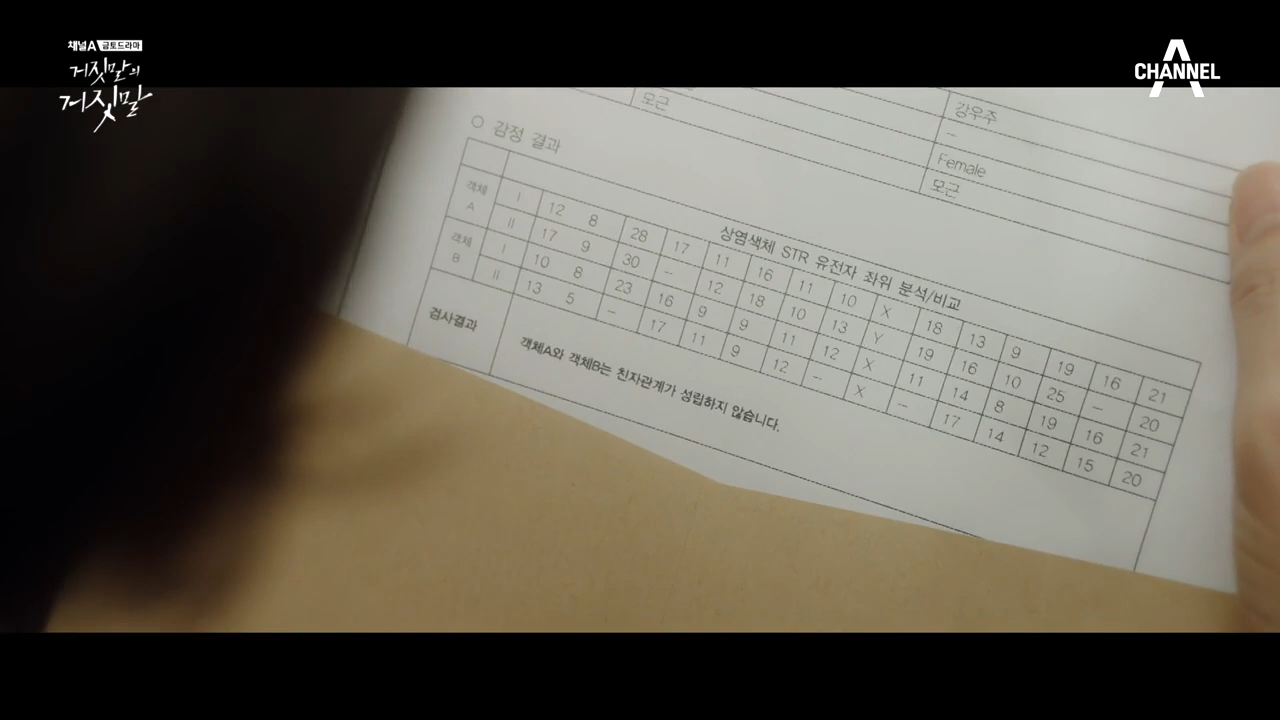 채널A 금토드라마
거짓말의
거짓말
CHANNEL A
강우주
모근 -
Female
모근
○ 감정 결과
상염색체 STR 유전자 좌위 분석/비교
객체 A I 12 8 28 17 11 16 11 10 X 18 13 9 19 16 21
II 17 9 30 - 12 18 10 13 Y 19 16 10 25 - 20
객체 B I 10 8 23 16 9 9 11 12 X 11 14 8 19 16 21
II 13 5 - 17 11 9 12 - X - 17 14 12 15 20
검사결과 객체A와 객체B는 친자관계가 성립하지 않습니다.